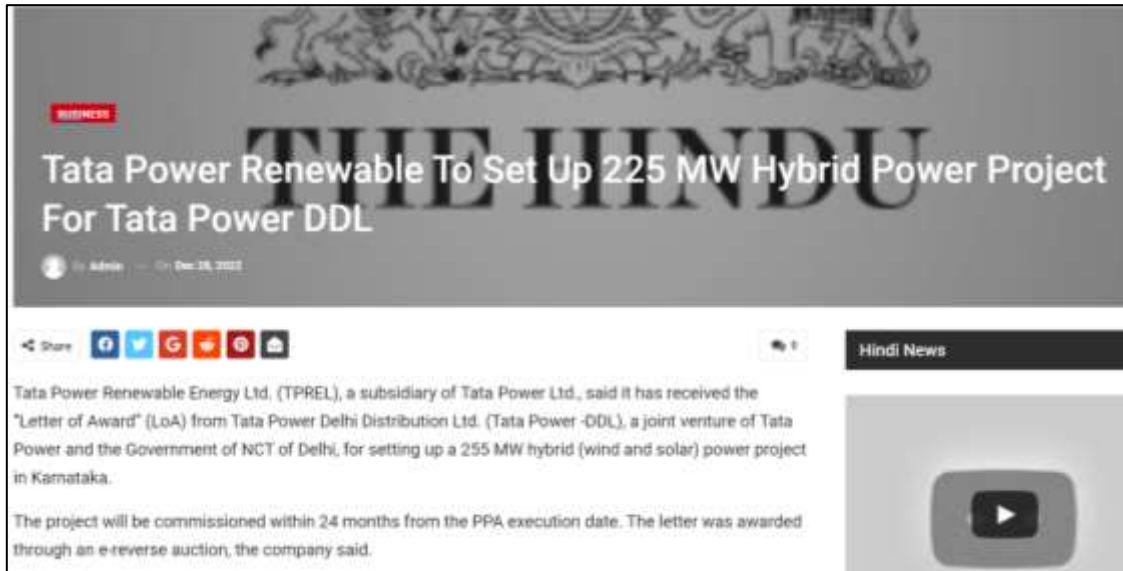 BUSINESS
THE HINDU
Tata Power Renewable To Set Up 225 MW Hybrid Power Project
For Tata Power DDL
By Admin — On Dec 28, 2022
Share
0
Hindi News
Tata Power Renewable Energy Ltd. (TPREL), a subsidiary of Tata Power Ltd., said it has received the
"Letter of Award" (LoA) from Tata Power Delhi Distribution Ltd. (Tata Power -DDL), a joint venture of Tata
Power and the Government of NCT of Delhi, for setting up a 255 MW hybrid (wind and solar) power project
in Karnataka.
The project will be commissioned within 24 months from the PPA execution date. The letter was awarded
through an e-reverse auction, the company said.